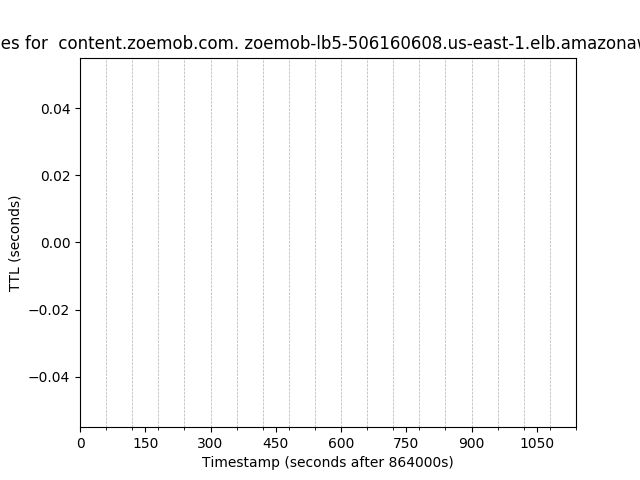 es for  content.zoemob.com. zoemob-lb5-506160608.us-east-1.elb.amazonav
0.04
0.02
0.00
−0.02
−0.04
TTL (seconds)
0 150 300 450 600 750 900 1050
Timestamp (seconds after 864000s)